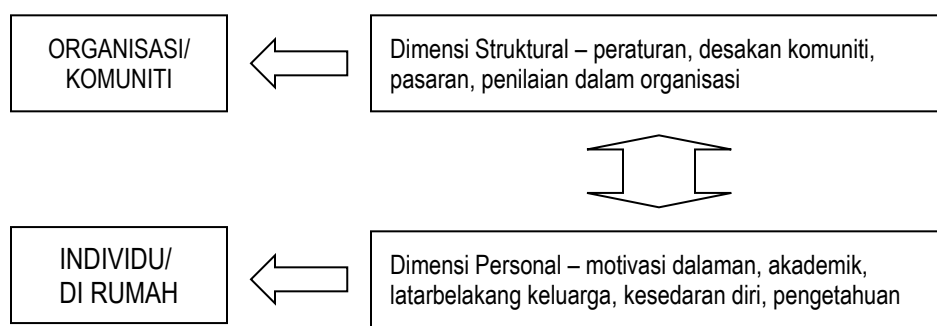 ORGANISASI/
KOMUNITI
Dimensi Struktural – peraturan, desakan komuniti,
pasaran, penilaian dalam organisasi
INDIVIDU/
DI RUMAH
Dimensi Personal – motivasi dalaman, akademik,
latarbelakang keluarga, kesedaran diri, pengetahuan